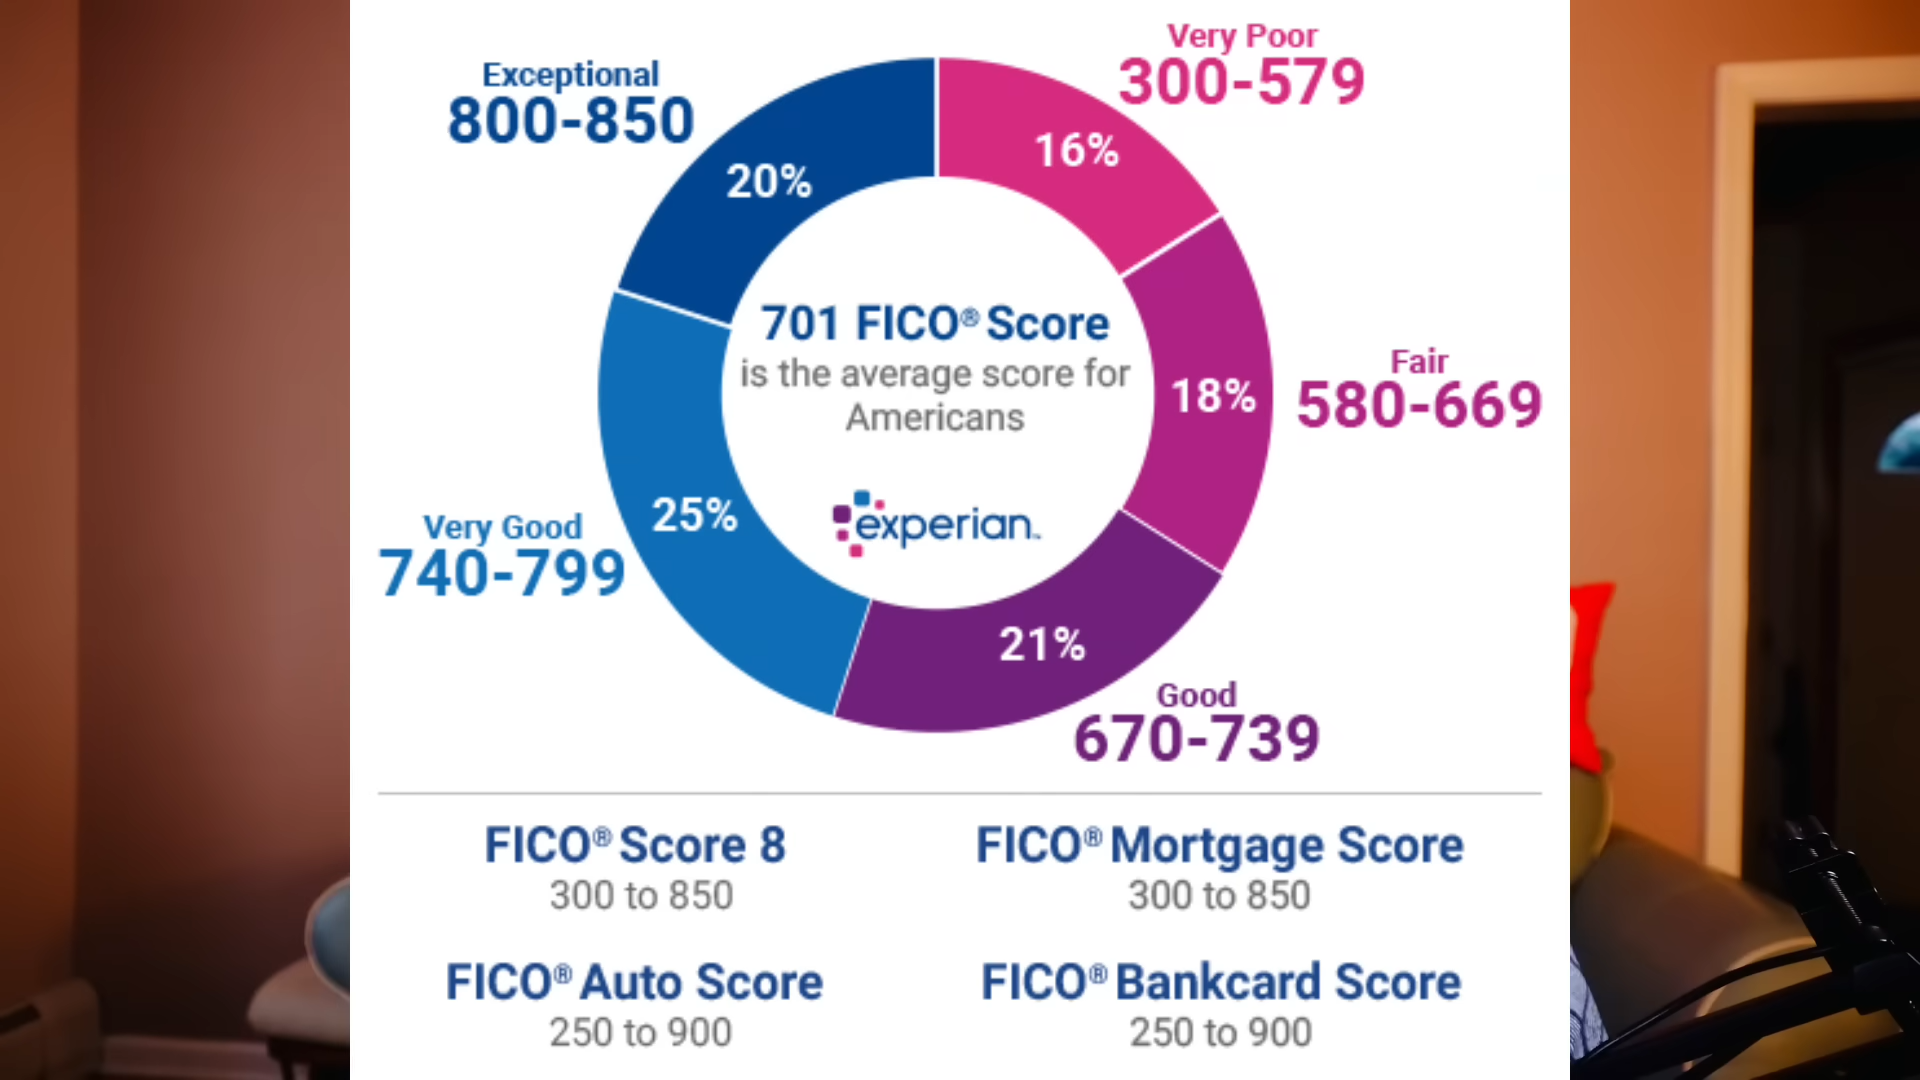 Very Poor
300-579
16%
Exceptional
800-850
20%
701 FICO® Score
is the average score for
Americans
experian™
18%
Fair
580-669
25%
Very Good
740-799
21%
Good
670-739
FICO® Score 8
300 to 850
FICO® Mortgage Score
300 to 850
FICO® Auto Score
250 to 900
FICO® Bankcard Score
250 to 900